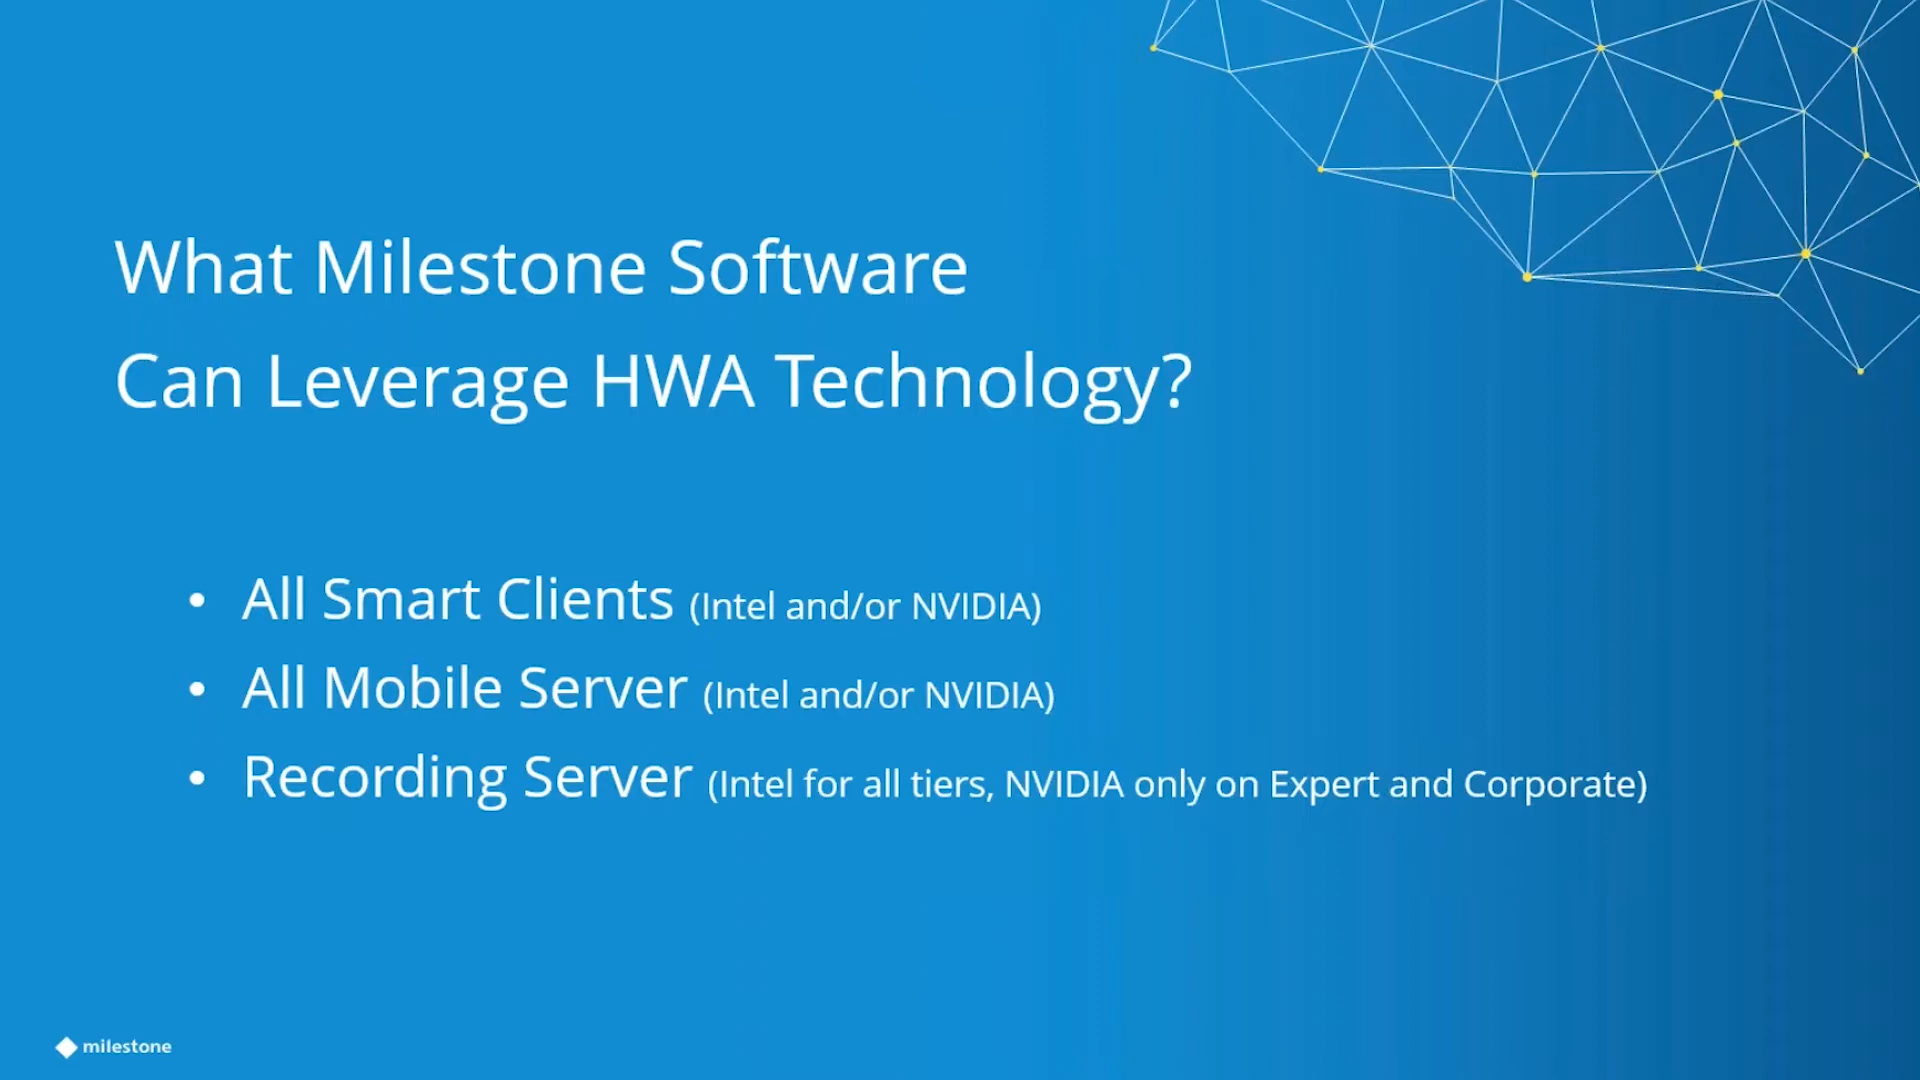 What Milestone Software
Can Leverage HWA Technology?
• All Smart Clients (Intel and/or NVIDIA)
• All Mobile Server (Intel and/or NVIDIA)
• Recording Server (Intel for all tiers, NVIDIA only on Expert and Corporate)
milestone